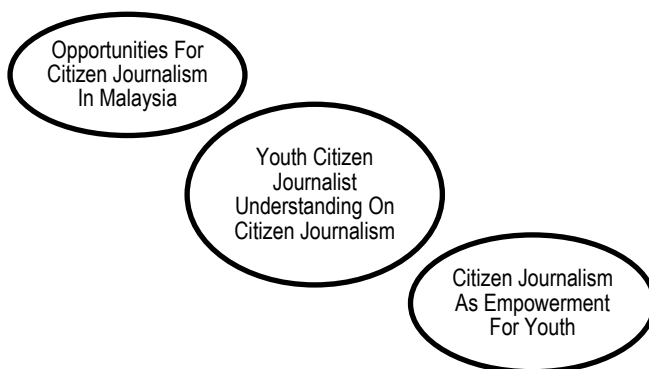 Opportunities For
Citizen Journalism
In Malaysia
Youth Citizen
Journalist
Understanding On
Citizen Journalism
Citizen Journalism
As Empowerment
For Youth